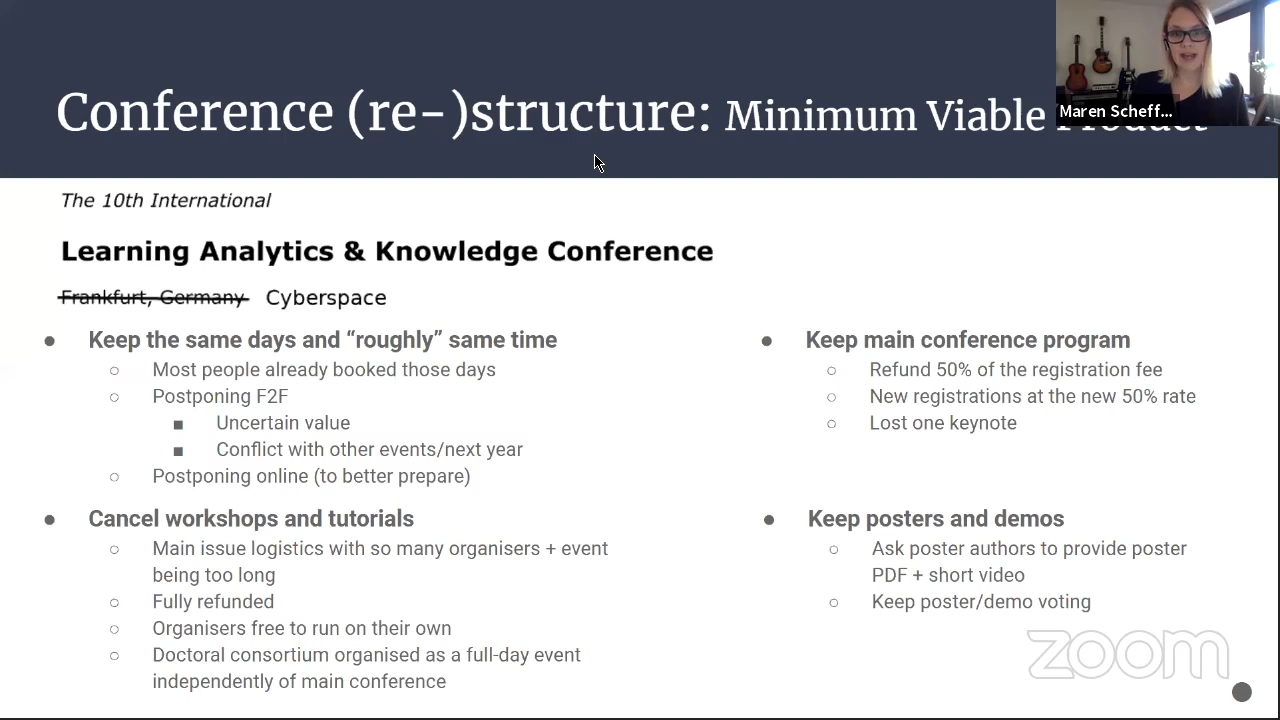 Conference (re-)structure: Minimum Viable Product
Maren Scheff...
The 10th International
Learning Analytics & Knowledge Conference
Frankfurt, Germany Cyberspace
● Keep the same days and “roughly” same time
○ Most people already booked those days
○ Postponing F2F
■ Uncertain value
■ Conflict with other events/next year
○ Postponing online (to better prepare)
● Cancel workshops and tutorials
○ Main issue logistics with so many organisers + event
being too long
○ Fully refunded
○ Organisers free to run on their own
○ Doctoral consortium organised as a full-day event
independently of main conference
● Keep main conference program
○ Refund 50% of the registration fee
○ New registrations at the new 50% rate
○ Lost one keynote
● Keep posters and demos
○ Ask poster authors to provide poster
PDF + short video
○ Keep poster/demo voting
zoom